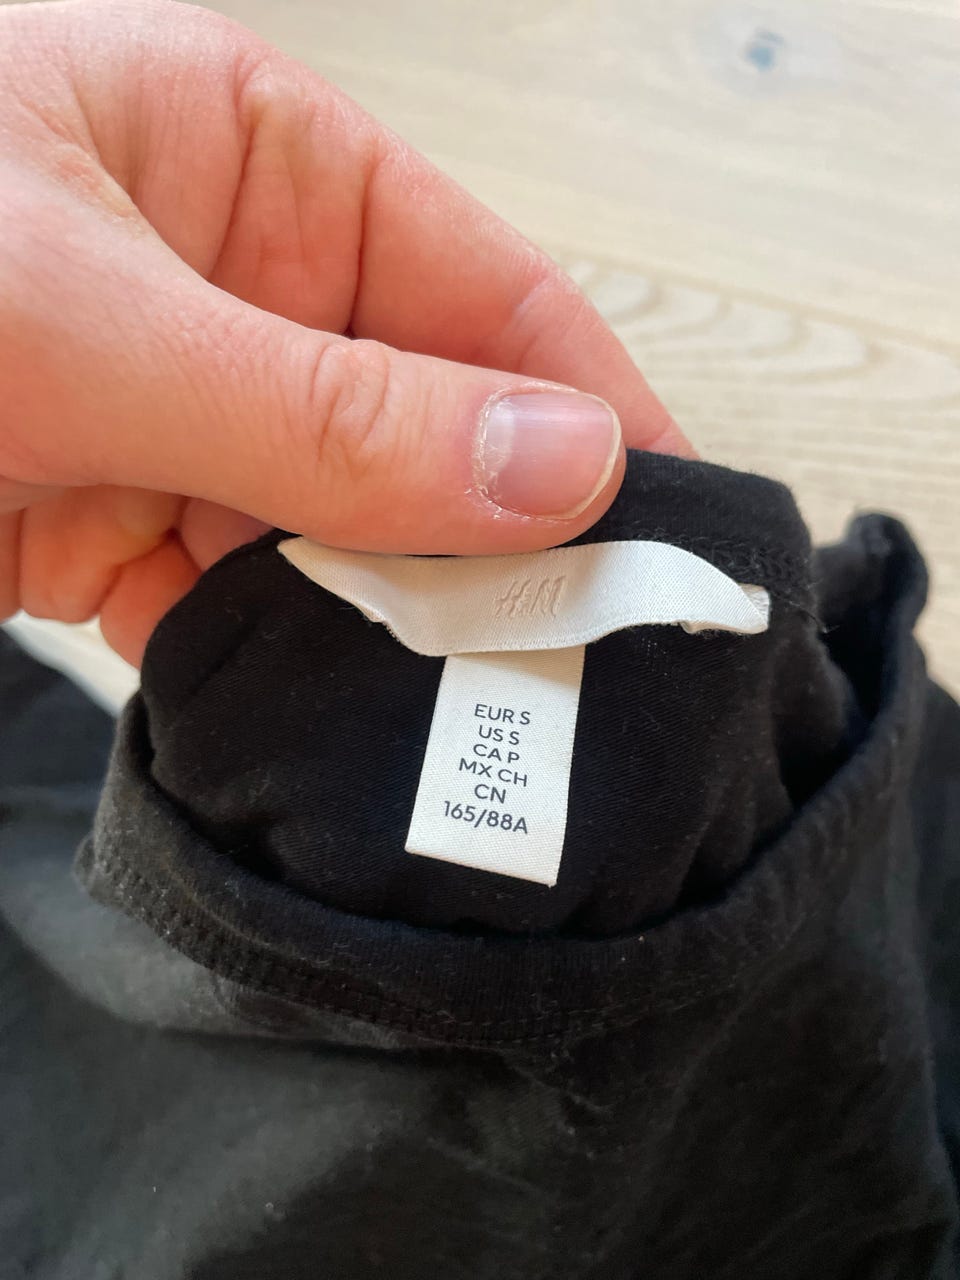 H&M
EUR S
US S
CA P
MX CH
CN
165/88A